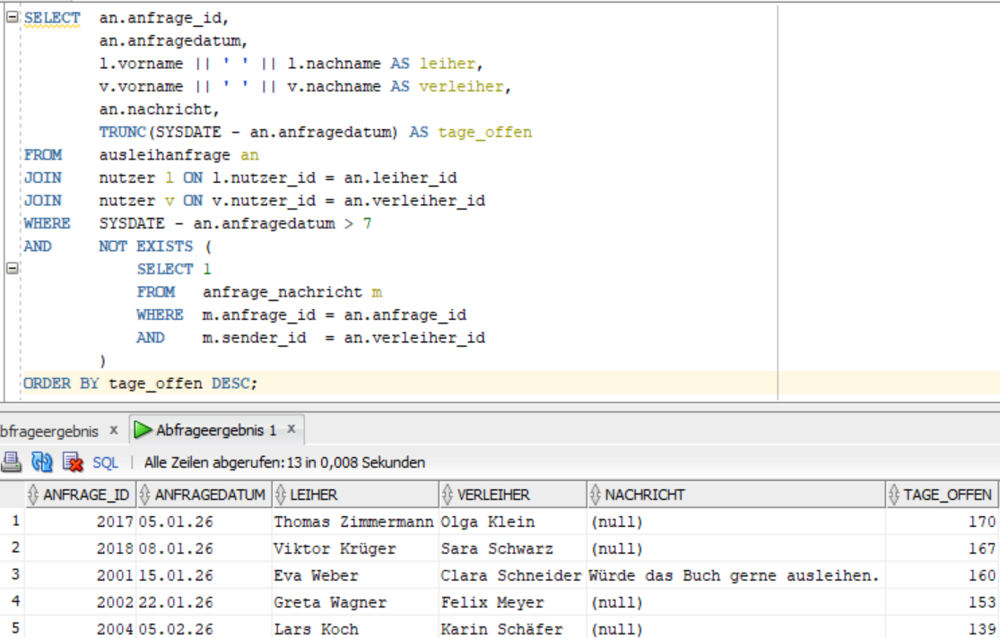 SELECT an.anfrage_id,
an.anfragedatum,
l.vorname || ' ' || l.nachname AS leiher,
v.vorname || ' ' || v.nachname AS verleiher,
an.nachricht,
TRUNC(SYSDATE - an.anfragedatum) AS tage_offen
FROM ausleihanfrage an
JOIN nutzer l ON l.nutzer_id = an.leiher_id
JOIN nutzer v ON v.nutzer_id = an.verleiher_id
WHERE SYSDATE - an.anfragedatum > 7
AND NOT EXISTS (
SELECT 1
FROM anfrage_nachricht m
WHERE m.anfrage_id = an.anfrage_id
AND m.sender_id = an.verleiher_id
)
ORDER BY tage_offen DESC;
bfrageergebnis x Abfrageergebnis 1 x
SQL | Alle Zeilen abgerufen: 13 in 0,008 Sekunden
ANFRAGE_ID ANFRAGEDATUM LEIHER VERLEIHER NACHRICHT TAGE_OFFEN
1 2017 05.01.26 Thomas Zimmermann Olga Klein (null) 170
2 2018 08.01.26 Viktor Krüger Sara Schwarz (null) 167
3 2001 15.01.26 Eva Weber Clara Schneider Würde das Buch gerne ausleihen. 160
4 2002 22.01.26 Greta Wagner Felix Meyer (null) 153
5 2004 05.02.26 Lars Koch Karin Schäfer (null) 139